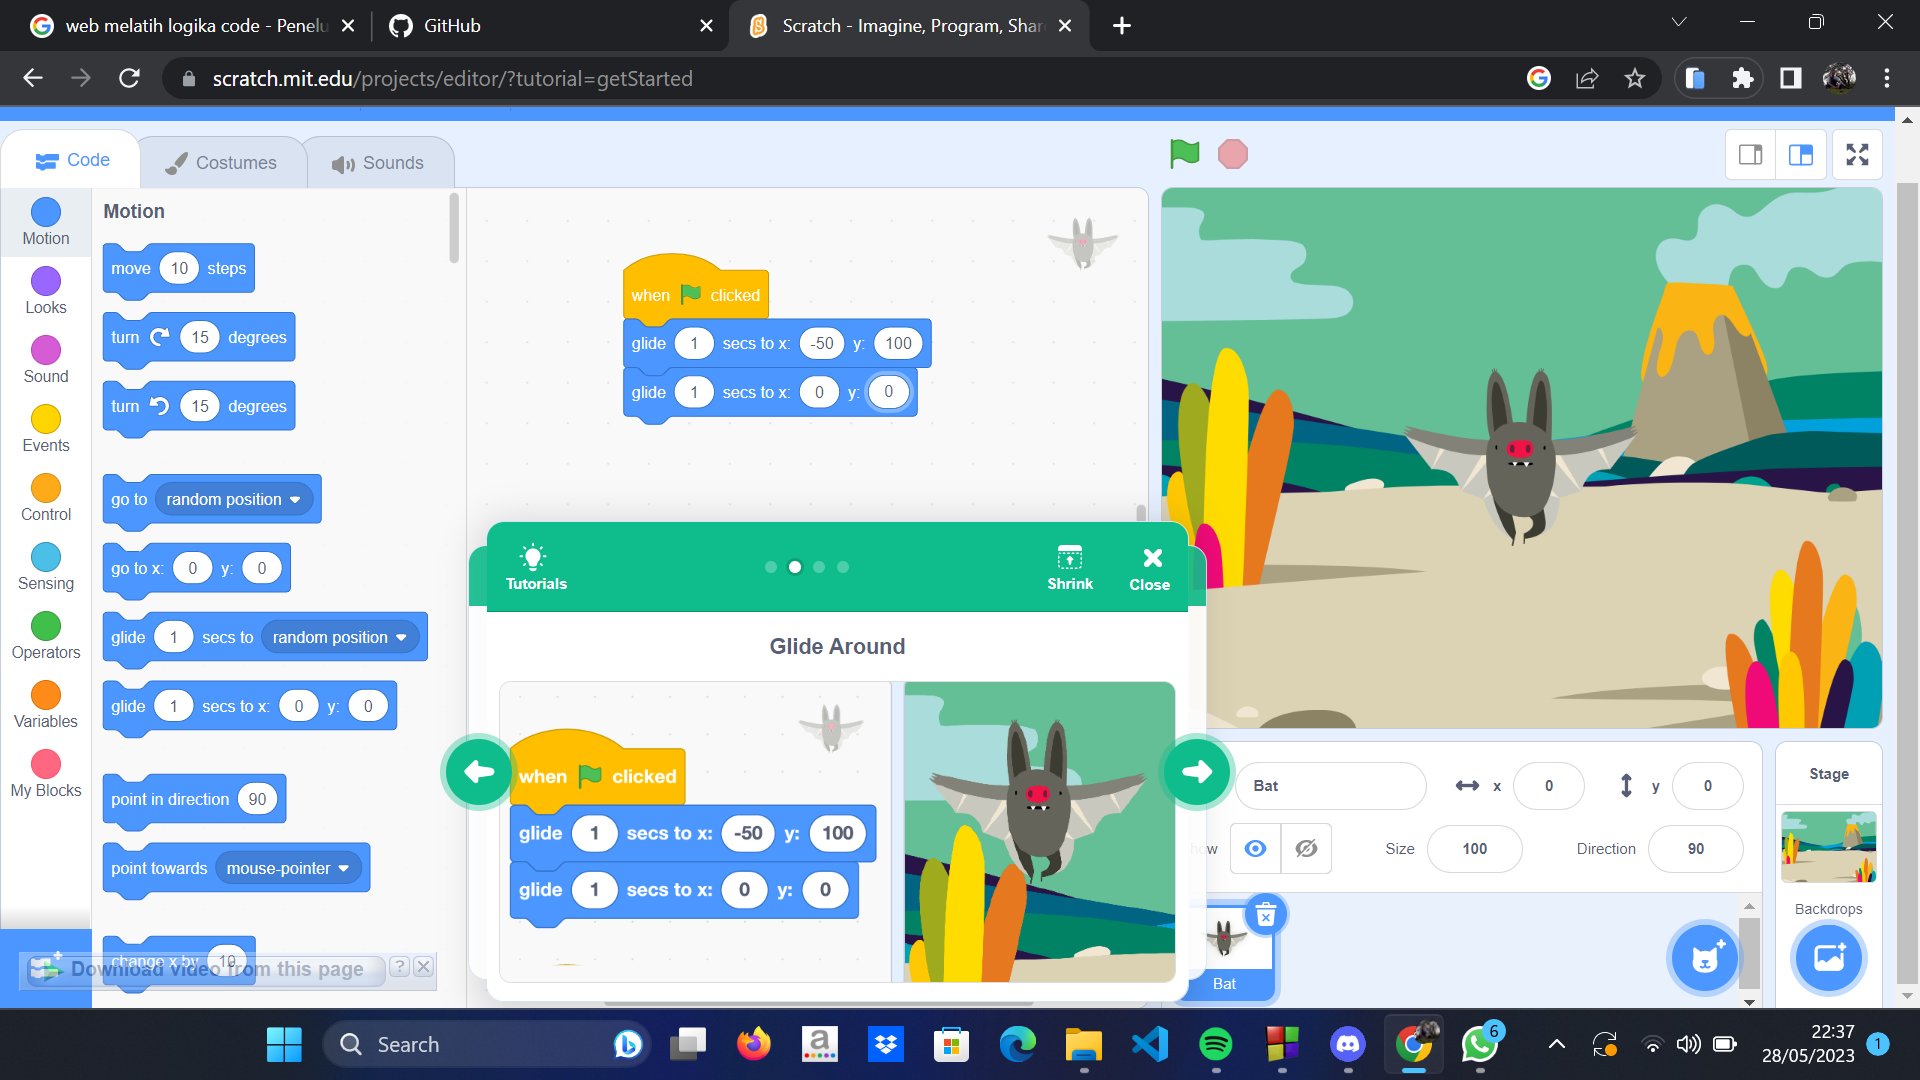 web melatih logika code - Penelu
GitHub
Scratch - Imagine, Program, Shar
scratch.mit.edu/projects/editor/?tutorial=getStarted
Code
Costumes
Sounds
Motion
Looks
Sound
Events
Control
Sensing
Operators
Variables
My Blocks
Motion
move 10 steps
turn 15 degrees
turn 15 degrees
go to random position
go to x: 0 y: 0
glide 1 secs to random position
glide 1 secs to x: 0 y: 0
point in direction 90
point towards mouse-pointer
change x by 10
Download video from this page
?
when clicked
glide 1 secs to x: -50 y: 100
glide 1 secs to x: 0 y: 0
Tutorials
Shrink
Close
Glide Around
when clicked
glide 1 secs to x: -50 y: 100
glide 1 secs to x: 0 y: 0
Bat
x 0
y 0
ow
Size 100
Direction 90
Bat
Stage
Backdrops
Search
a
6
22:37
28/05/2023
1